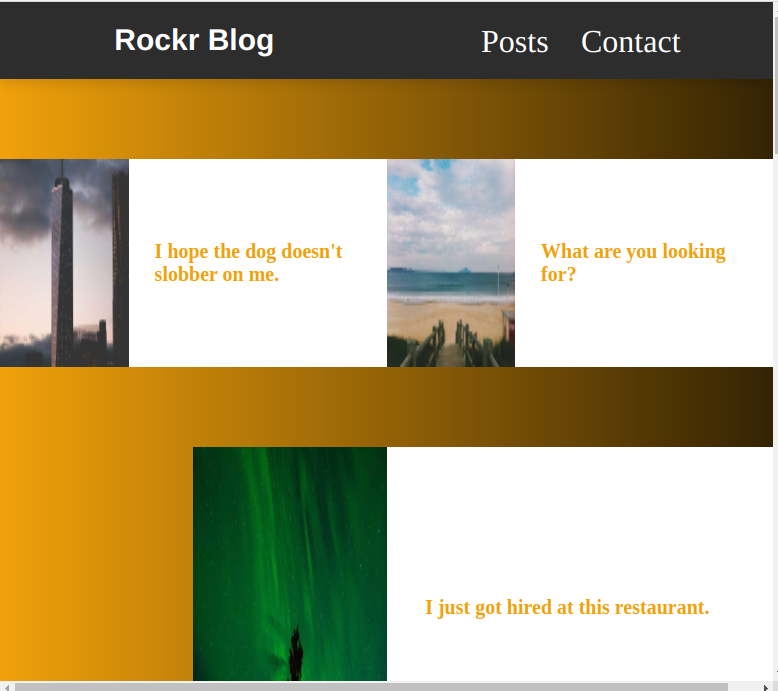 Rockr Blog
Posts Contact
I hope the dog doesn't
slobber on me.
What are you looking
for?
I just got hired at this restaurant.